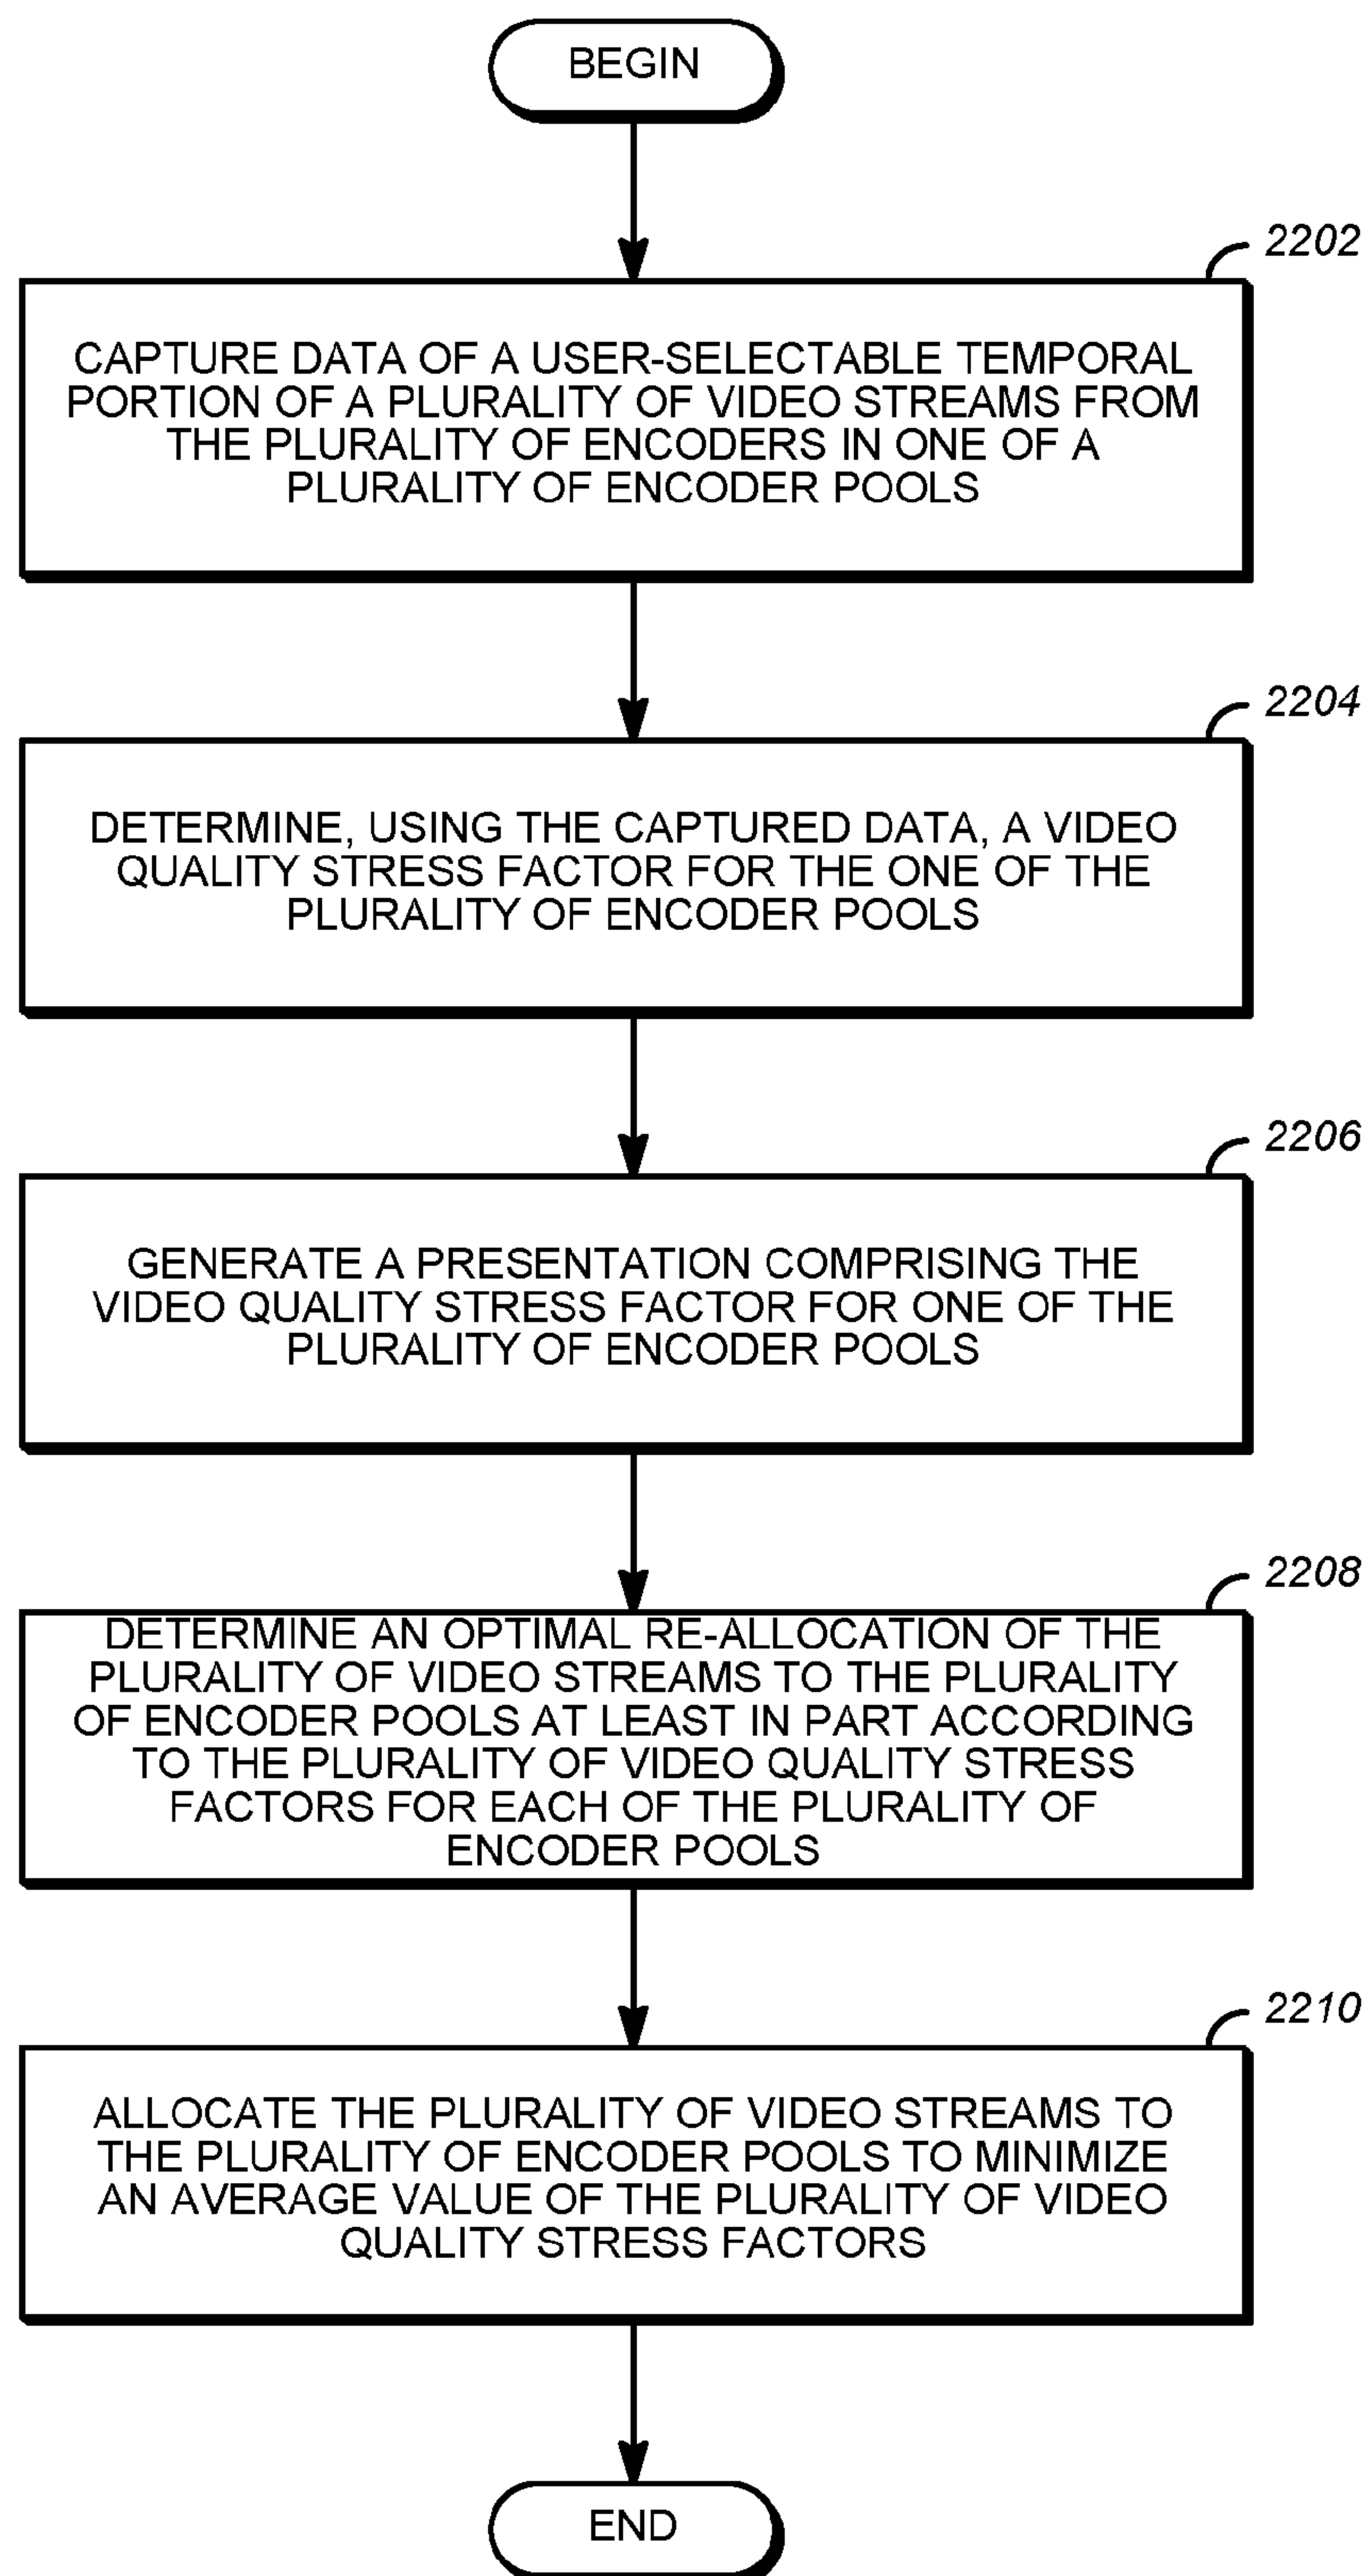 BEGIN
2202
CAPTURE DATA OF A USER-SELECTABLE TEMPORAL
PORTION OF A PLURALITY OF VIDEO STREAMS FROM
THE PLURALITY OF ENCODERS IN ONE OF A
PLURALITY OF ENCODER POOLS
2204
DETERMINE, USING THE CAPTURED DATA, A VIDEO
QUALITY STRESS FACTOR FOR THE ONE OF THE
PLURALITY OF ENCODER POOLS
2206
GENERATE A PRESENTATION COMPRISING THE
VIDEO QUALITY STRESS FACTOR FOR ONE OF THE
PLURALITY OF ENCODER POOLS
2208
DETERMINE AN OPTIMAL RE-ALLOCATION OF THE
PLURALITY OF VIDEO STREAMS TO THE PLURALITY
OF ENCODER POOLS AT LEAST IN PART ACCORDING
TO THE PLURALITY OF VIDEO QUALITY STRESS
FACTORS FOR EACH OF THE PLURALITY OF
ENCODER POOLS
2210
ALLOCATE THE PLURALITY OF VIDEO STREAMS TO
THE PLURALITY OF ENCODER POOLS TO MINIMIZE
AN AVERAGE VALUE OF THE PLURALITY OF VIDEO
QUALITY STRESS FACTORS
END